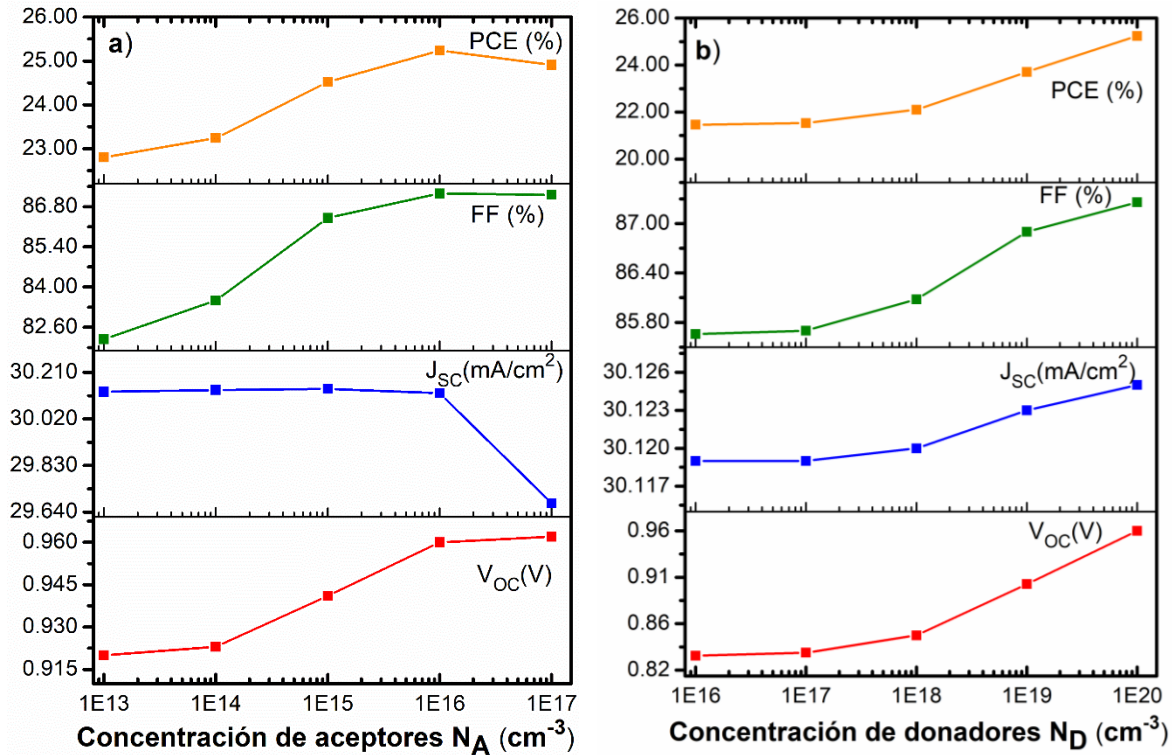 a)
PCE (%)
26.00
25.00
24.00
23.00
FF (%)
86.80
85.40
84.00
82.60
J_SC(mA/cm²)
30.210
30.020
29.830
29.640
V_OC(V)
0.960
0.945
0.930
0.915
1E13 1E14 1E15 1E16 1E17
Concentración de aceptores N_A (cm⁻³)
b)
PCE (%)
26.00
24.00
22.00
20.00
FF (%)
87.00
86.40
85.80
J_SC(mA/cm²)
30.126
30.123
30.120
30.117
V_OC(V)
0.96
0.91
0.86
0.82
1E16 1E17 1E18 1E19 1E20
Concentración de donadores N_D (cm⁻³)